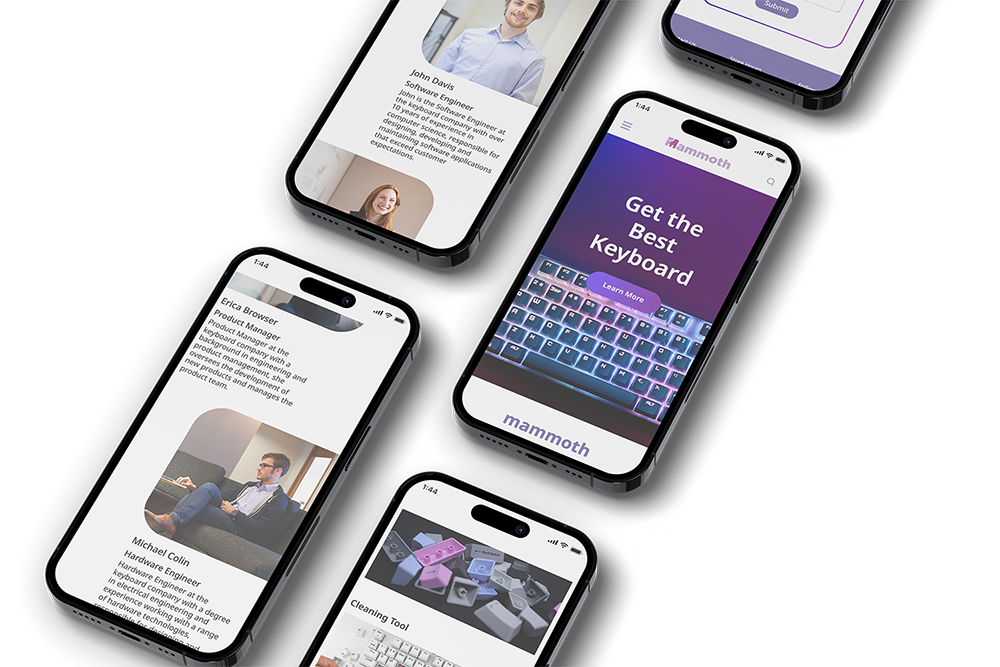 John Davis
Software Engineer
John is the Software Engineer at
the keyboard company with over
10 years of experience in
computer science, responsible for
designing, developing and
maintaining software applications
that exceed customer
expectations.
Submit
1:44
Mammoth
Get the
Best
Keyboard
Learn More
mammoth
1:44
Erica Browser
Product Manager
Product Manager at the
keyboard company with a
background in engineering and
product management, she
oversees the development of
new products and manages the
product team.
Michael Colin
Hardware Engineer
Hardware Engineer at the
keyboard company with a degree
in electrical engineering and
experience working with a range
of hardware technologies,
responsible for designing and
1:44
Cleaning Tool